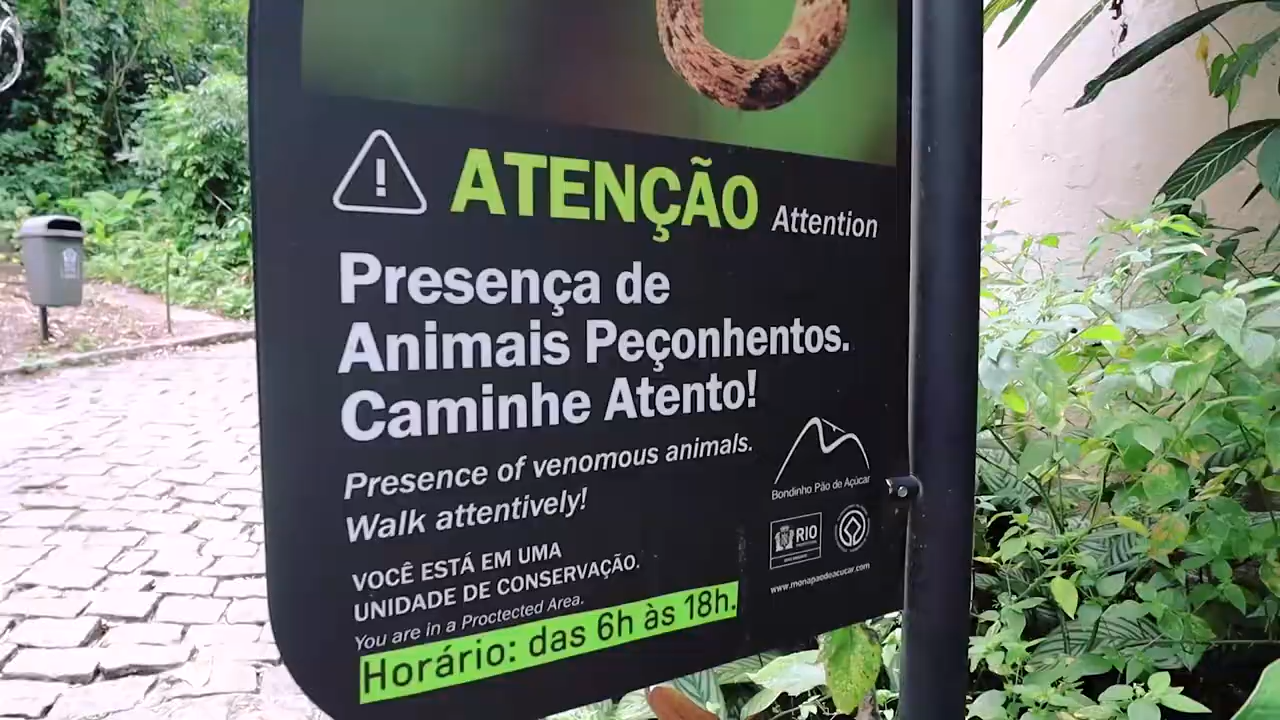 ATENÇÃO Attention
Presença de
Animais Peçonhentos.
Caminhe Atento!
Presence of venomous animals.
Walk attentively!
VOCÊ ESTÁ EM UMA
UNIDADE DE CONSERVAÇÃO.
You are in a Proctected Area.
Horário: das 6h às 18h.
Bondinho Pão de Açúcar
RIO
www.monapaodeacucar.com